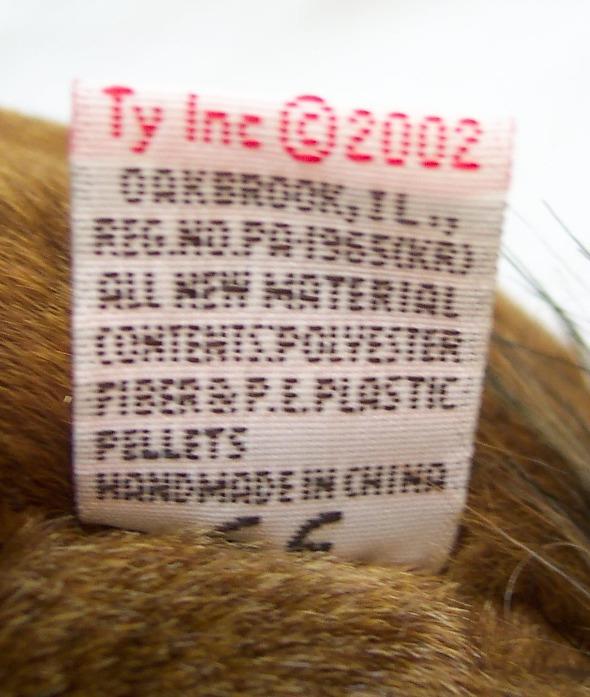 Ty Inc ©2002
OAKBROOK, IL.,
REG.NO.PA-1965(KR)
ALL NEW MATERIAL
CONTENTS:POLYESTER
FIBER & P.E.PLASTIC
PELLETS
HANDMADE IN CHINA
CE